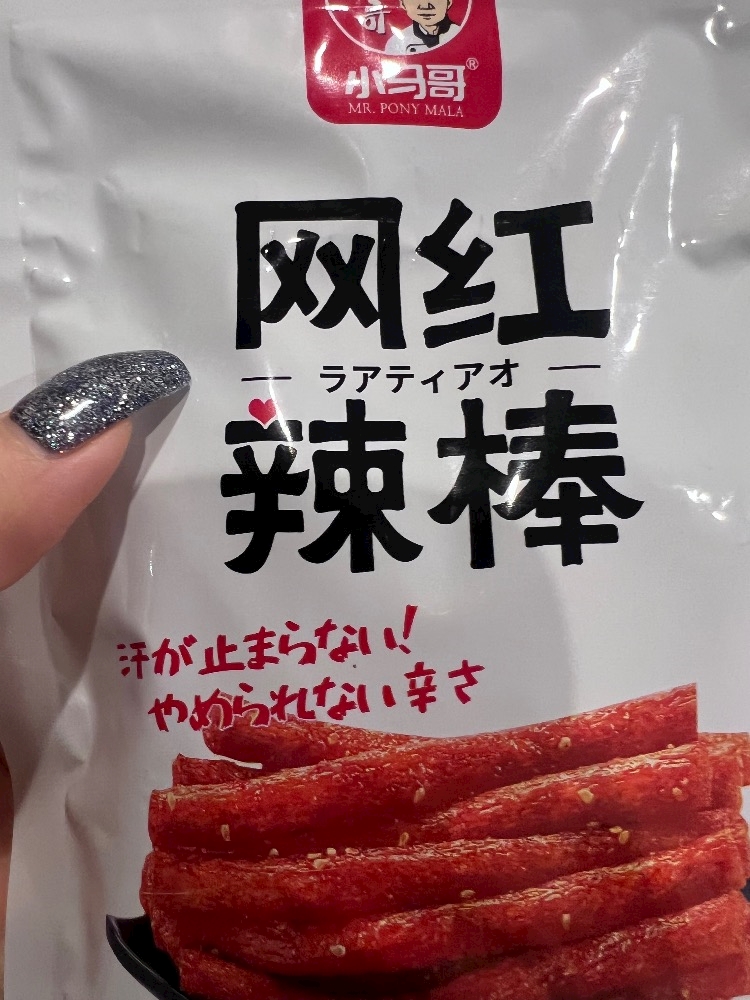 哥
小马哥®
MR. PONY MALA
网红
ラアティアオ
辣棒
汗が止まらない!
やめられない辛さ